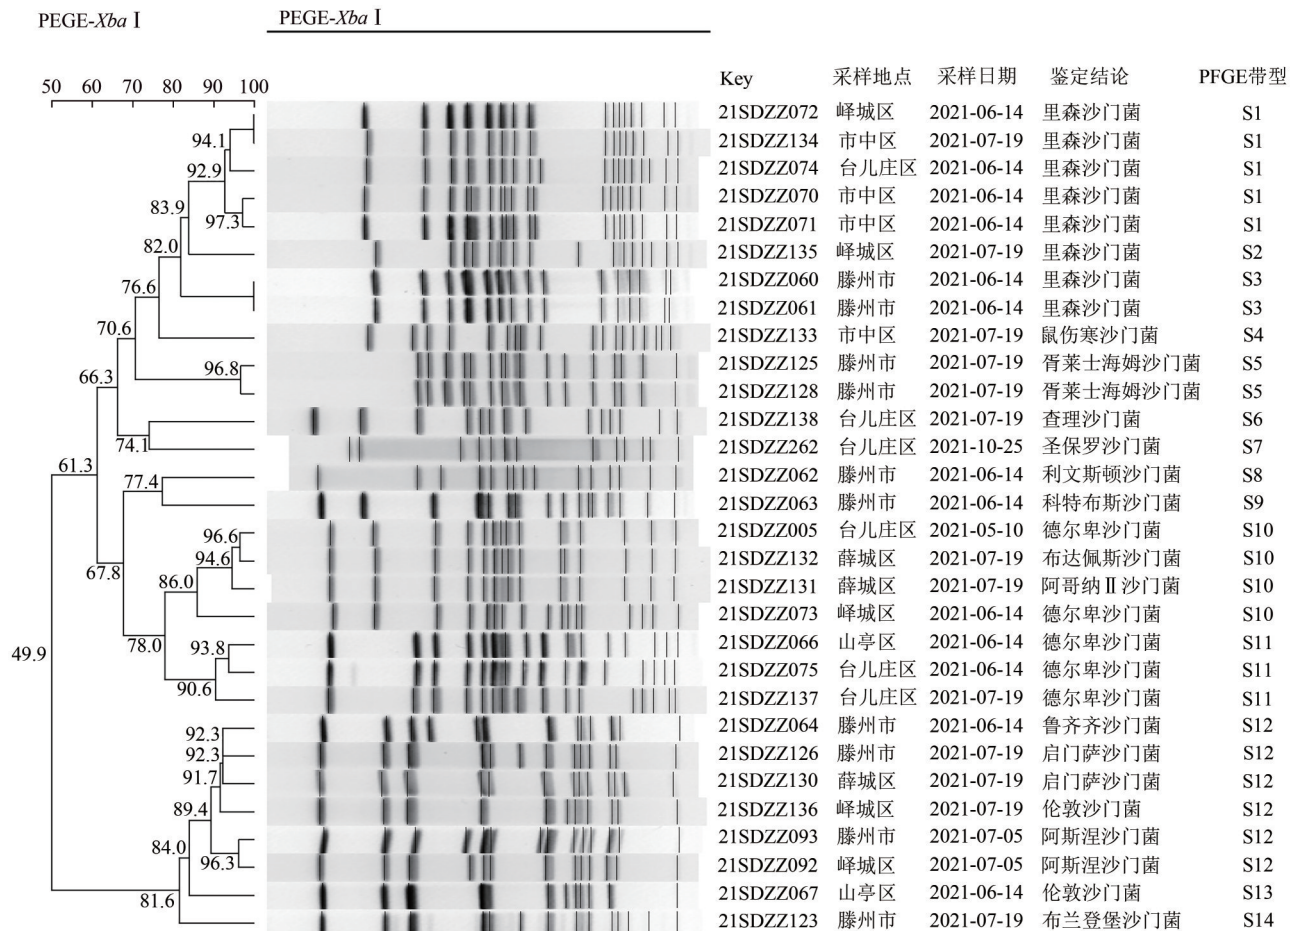 PEGE-Xba Ⅰ
PEGE-Xba Ⅰ
50 60 70 80 90 100
Key 采样地点 采样日期 鉴定结论 PFGE带型
21SDZZ072 峄城区 2021-06-14 里森沙门菌 S1
94.1 21SDZZ134 市中区 2021-07-19 里森沙门菌 S1
92.9 21SDZZ074 台儿庄区 2021-06-14 里森沙门菌 S1
83.9 21SDZZ070 市中区 2021-06-14 里森沙门菌 S1
97.3 21SDZZ071 市中区 2021-06-14 里森沙门菌 S1
82.0 21SDZZ135 峄城区 2021-07-19 里森沙门菌 S2
76.6 21SDZZ060 滕州市 2021-06-14 里森沙门菌 S3
21SDZZ061 滕州市 2021-06-14 里森沙门菌 S3
70.6 21SDZZ133 市中区 2021-07-19 鼠伤寒沙门菌 S4
96.8 21SDZZ125 滕州市 2021-07-19 胥莱士海姆沙门菌 S5
66.3 21SDZZ128 滕州市 2021-07-19 胥莱士海姆沙门菌 S5
21SDZZ138 台儿庄区 2021-07-19 查理沙门菌 S6
74.1 21SDZZ262 台儿庄区 2021-10-25 圣保罗沙门菌 S7
61.3 77.4 21SDZZ062 滕州市 2021-06-14 利文斯顿沙门菌 S8
21SDZZ063 滕州市 2021-06-14 科特布斯沙门菌 S9
96.6 21SDZZ005 台儿庄区 2021-05-10 德尔卑沙门菌 S10
94.6 21SDZZ132 薛城区 2021-07-19 布达佩斯沙门菌 S10
67.8 86.0 21SDZZ131 薛城区 2021-07-19 阿哥纳Ⅱ沙门菌 S10
21SDZZ073 峄城区 2021-06-14 德尔卑沙门菌 S10
49.9 78.0 93.8 21SDZZ066 山亭区 2021-06-14 德尔卑沙门菌 S11
90.6 21SDZZ075 台儿庄区 2021-06-14 德尔卑沙门菌 S11
21SDZZ137 台儿庄区 2021-07-19 德尔卑沙门菌 S11
92.3 21SDZZ064 滕州市 2021-06-14 鲁齐齐沙门菌 S12
92.3 21SDZZ126 滕州市 2021-07-19 启门萨沙门菌 S12
91.7 21SDZZ130 薛城区 2021-07-19 启门萨沙门菌 S12
89.4 21SDZZ136 峄城区 2021-07-19 伦敦沙门菌 S12
84.0 21SDZZ093 滕州市 2021-07-05 阿斯涅沙门菌 S12
96.3 21SDZZ092 峄城区 2021-07-05 阿斯涅沙门菌 S12
81.6 21SDZZ067 山亭区 2021-06-14 伦敦沙门菌 S13
21SDZZ123 滕州市 2021-07-19 布兰登堡沙门菌 S14